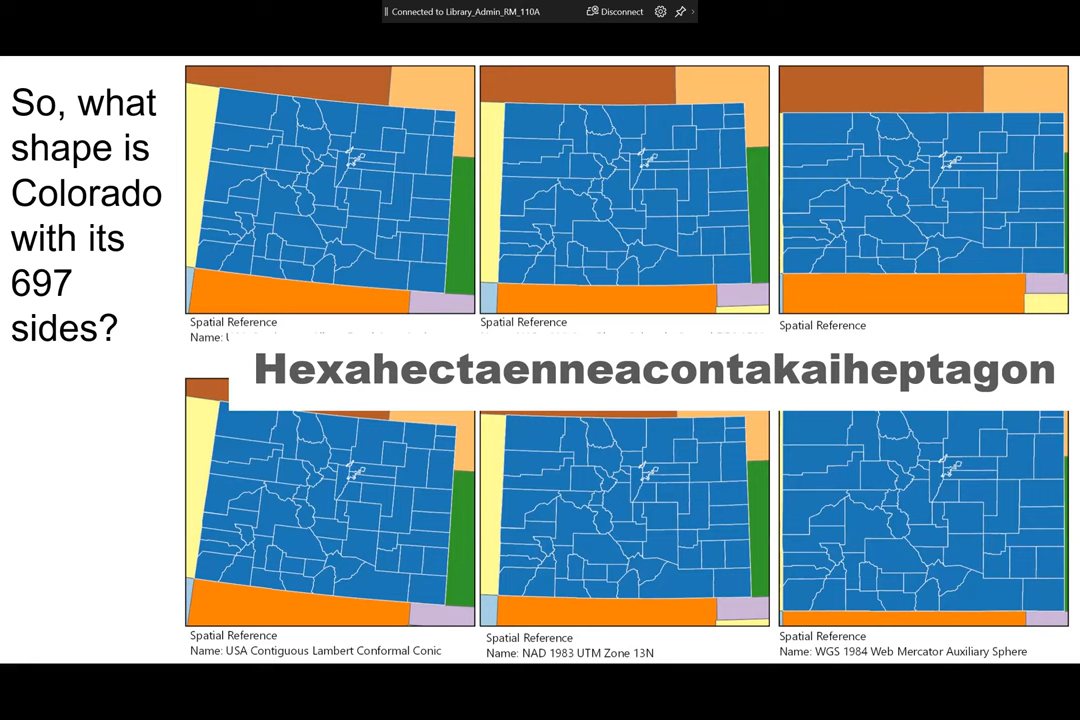 Connected to Library_Admin_RM_110A
Disconnect
So, what
shape is
Colorado
with its
697
sides?
Spatial Reference
Name:
Spatial Reference
Spatial Reference
Hexahectaenneacontakaiheptagon
Spatial Reference
Name: USA Contiguous Lambert Conformal Conic
Spatial Reference
Name: NAD 1983 UTM Zone 13N
Spatial Reference
Name: WGS 1984 Web Mercator Auxiliary Sphere